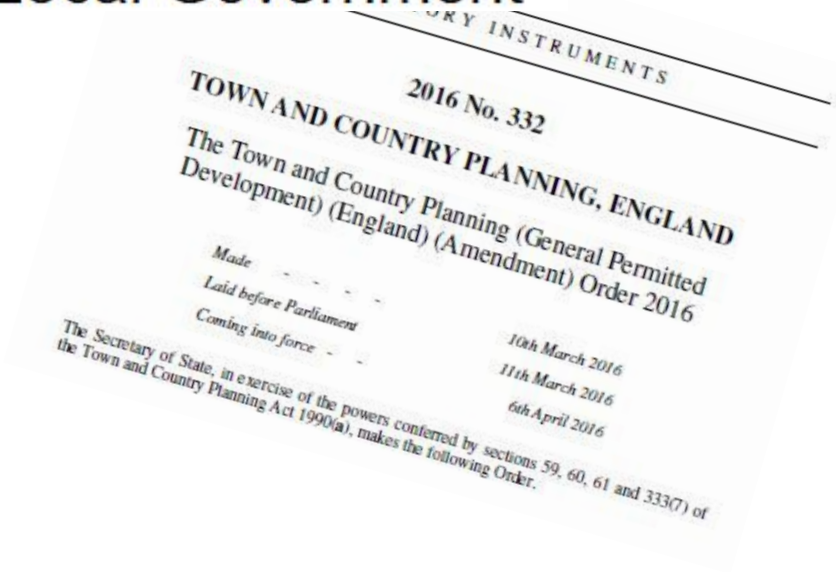 Local Government
INSTRUMENTS
2016 No. 332
TOWN AND COUNTRY PLANNING, ENGLAND
The Town and Country Planning (General Permitted
Development) (England) (Amendment) Order 2016
Made - - - - 10th March 2016
Laid before Parliament 11th March 2016
Coming into force - - 6th April 2016
The Secretary of State, in exercise of the powers conferred by sections 59, 60, 61 and 333(7) of
the Town and Country Planning Act 1990(a), makes the following Order.